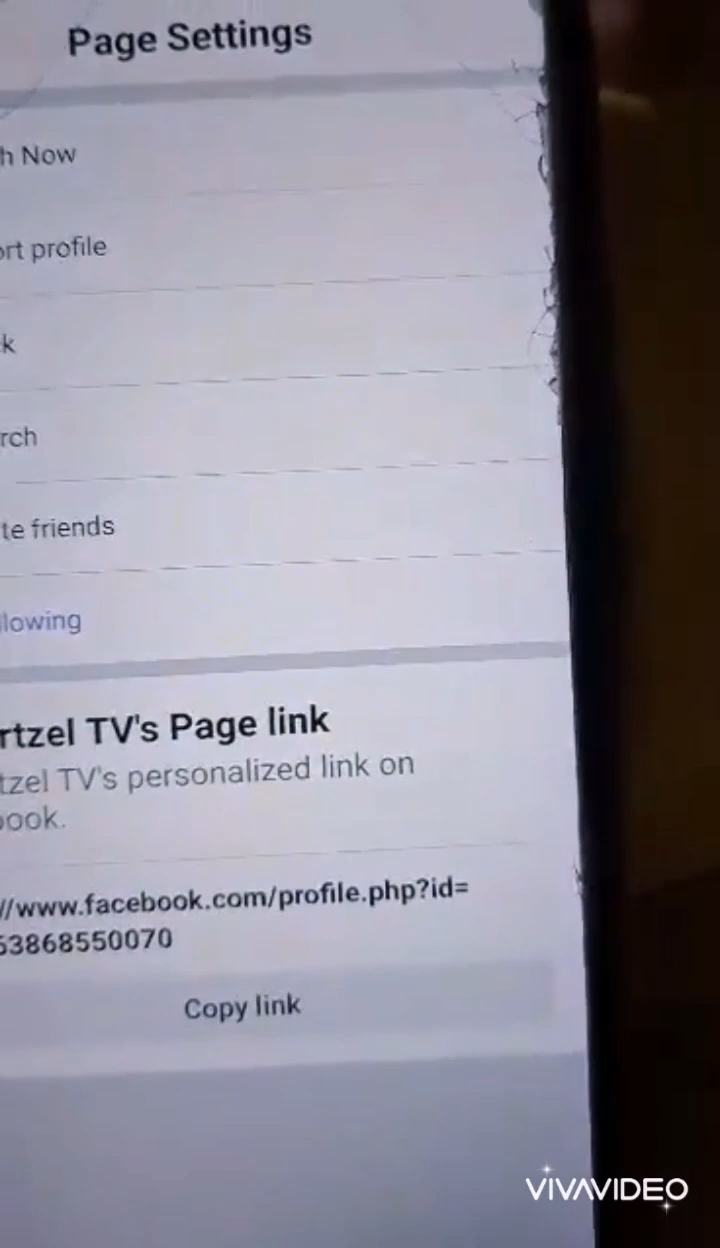 Page Settings
h Now
ort profile
k
rch
te friends
llowing
rtzel TV's Page link
tzel TV's personalized link on
book.
//www.facebook.com/profile.php?id=
53868550070
Copy link
VIVAVIDEO